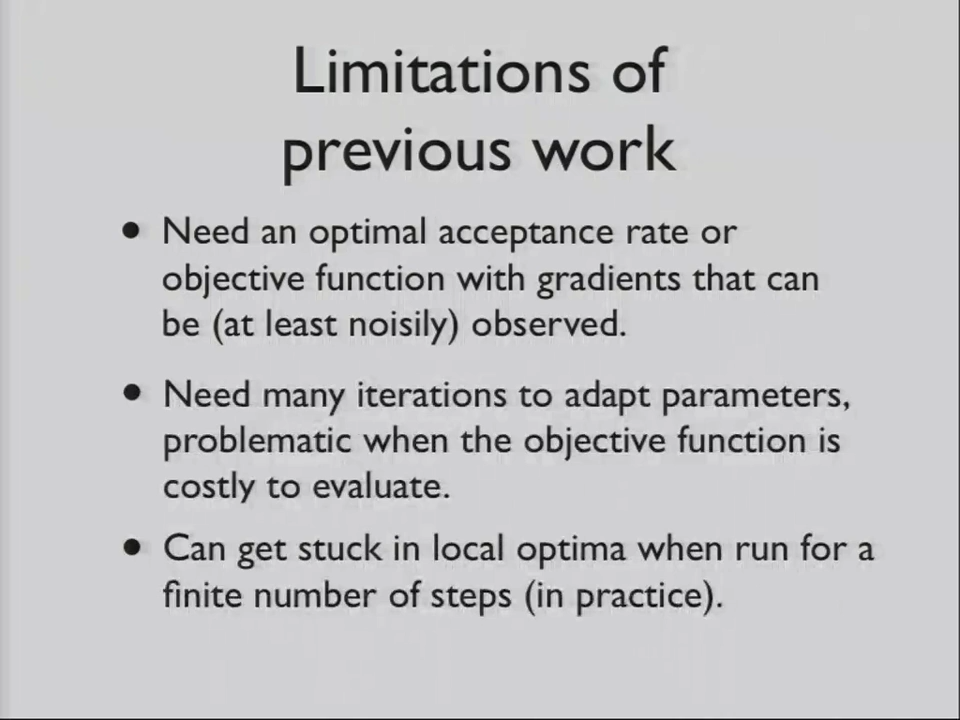 Limitations of
previous work
• Need an optimal acceptance rate or
objective function with gradients that can
be (at least noisily) observed.
• Need many iterations to adapt parameters,
problematic when the objective function is
costly to evaluate.
• Can get stuck in local optima when run for a
finite number of steps (in practice).